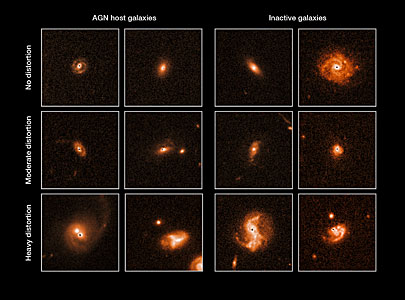 AGN host galaxies
Inactive galaxies
No distortion
Moderate distortion
Heavy distortion